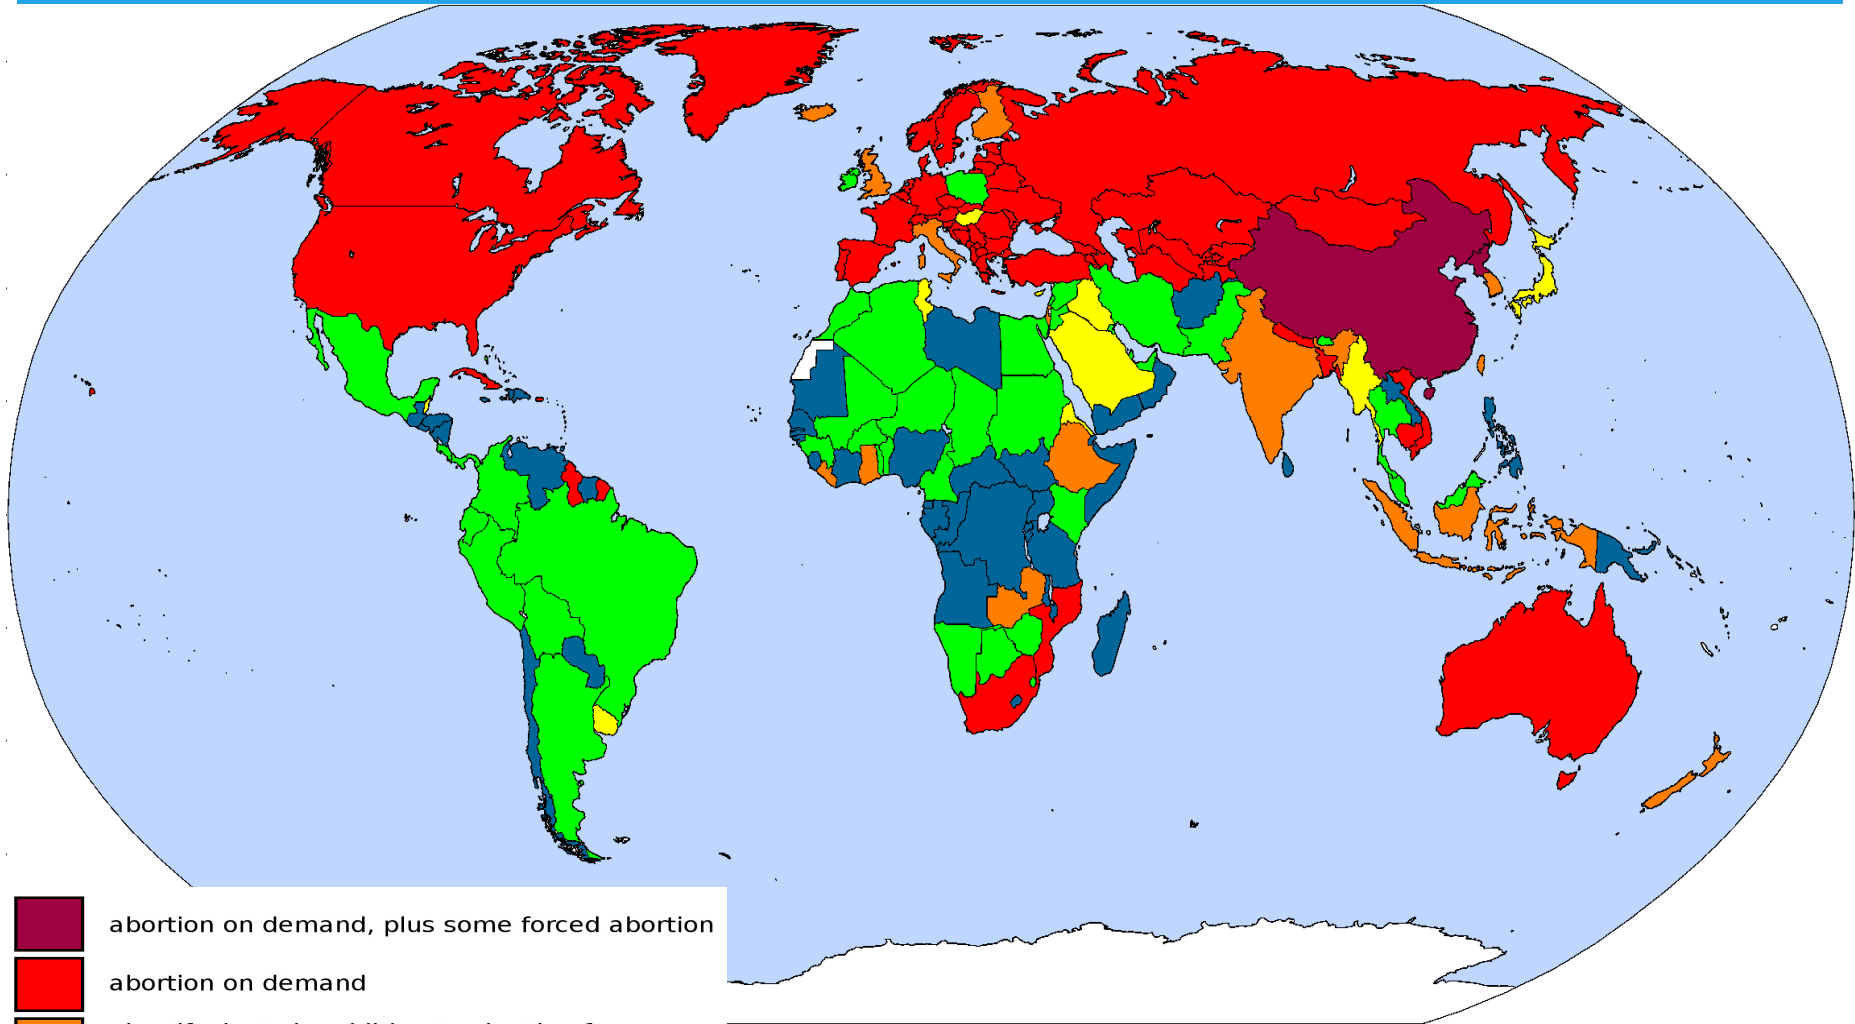 abortion on demand, plus some forced abortion
abortion on demand